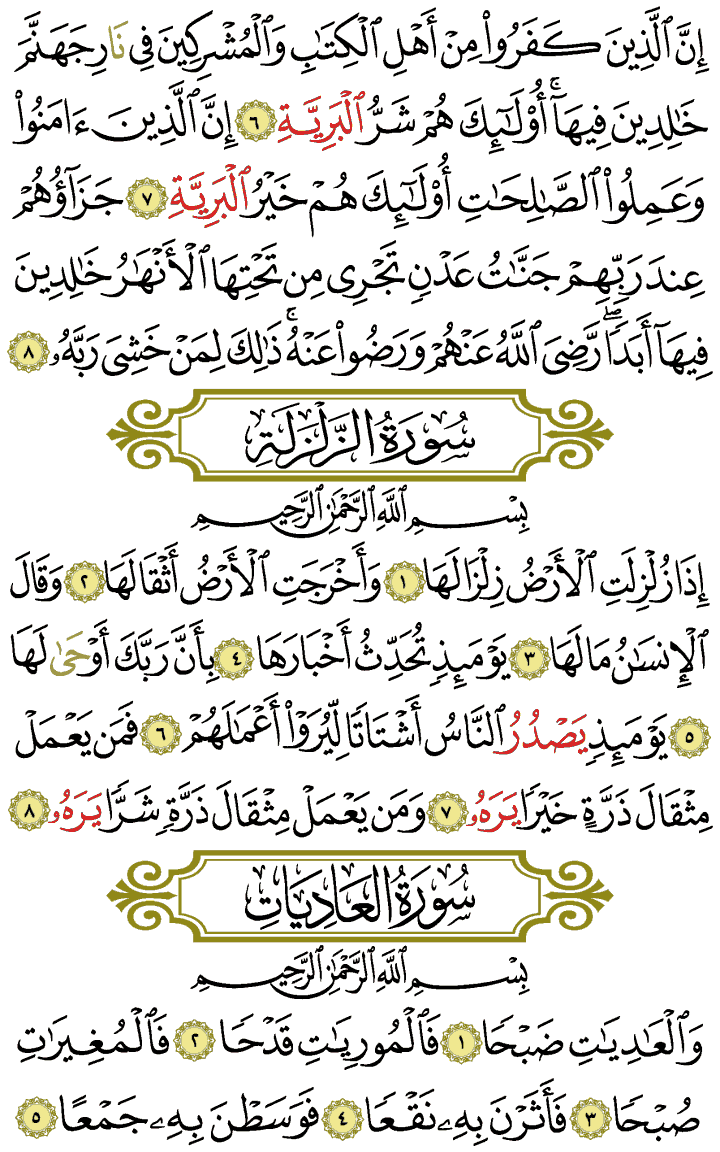 إِنَّ ٱلَّذِينَ كَفَرُوا۟ مِنْ أَهْلِ ٱلْكِتَٰبِ وَٱلْمُشْرِكِينَ فِى نَارِ جَهَنَّمَ
خَٰلِدِينَ فِيهَآ ۚ أُو۟لَٰٓئِكَ هُمْ شَرُّ ٱلْبَرِيَّةِ ٦ إِنَّ ٱلَّذِينَ ءَامَنُوا۟
وَعَمِلُوا۟ ٱلصَّٰلِحَٰتِ أُو۟لَٰٓئِكَ هُمْ خَيْرُ ٱلْبَرِيَّةِ ٧ جَزَآؤُهُمْ
عِندَ رَبِّهِمْ جَنَّٰتُ عَدْنٍ تَجْرِى مِن تَحْتِهَا ٱلْأَنْهَٰرُ خَٰلِدِينَ
فِيهَآ أَبَدًا ۖ رَّضِىَ ٱللَّهُ عَنْهُمْ وَرَضُوا۟ عَنْهُ ۚ ذَٰلِكَ لِمَنْ خَشِىَ رَبَّهُۥ ٨
سُورَةُ الزَّلْزَلَةِ
بِسْمِ ٱللَّهِ ٱلرَّحْمَٰنِ ٱلرَّحِيمِ
إِذَا زُلْزِلَتِ ٱلْأَرْضُ زِلْزَالَهَا ١ وَأَخْرَجَتِ ٱلْأَرْضُ أَثْقَالَهَا ٢ وَقَالَ
ٱلْإِنسَٰنُ مَا لَهَا ٣ يَوْمَئِذٍ تُحَدِّثُ أَخْبَارَهَا ٤ بِأَنَّ رَبَّكَ أَوْحَىٰ لَهَا
٥ يَوْمَئِذٍ يَصْدُرُ ٱلنَّاسُ أَشْتَاتًا لِّيُرَوْا۟ أَعْمَٰلَهُمْ ٦ فَمَن يَعْمَلْ
مِثْقَالَ ذَرَّةٍ خَيْرًا يَرَهُۥ ٧ وَمَن يَعْمَلْ مِثْقَالَ ذَرَّةٍ شَرًّا يَرَهُۥ ٨
سُورَةُ العَادِيَاتِ
بِسْمِ ٱللَّهِ ٱلرَّحْمَٰنِ ٱلرَّحِيمِ
وَٱلْعَٰدِيَٰتِ ضَبْحًا ١ فَٱلْمُورِيَٰتِ قَدْحًا ٢ فَٱلْمُغِيرَٰتِ
صُبْحًا ٣ فَأَثَرْنَ بِهِۦ نَقْعًا ٤ فَوَسَطْنَ بِهِۦ جَمْعًا ٥